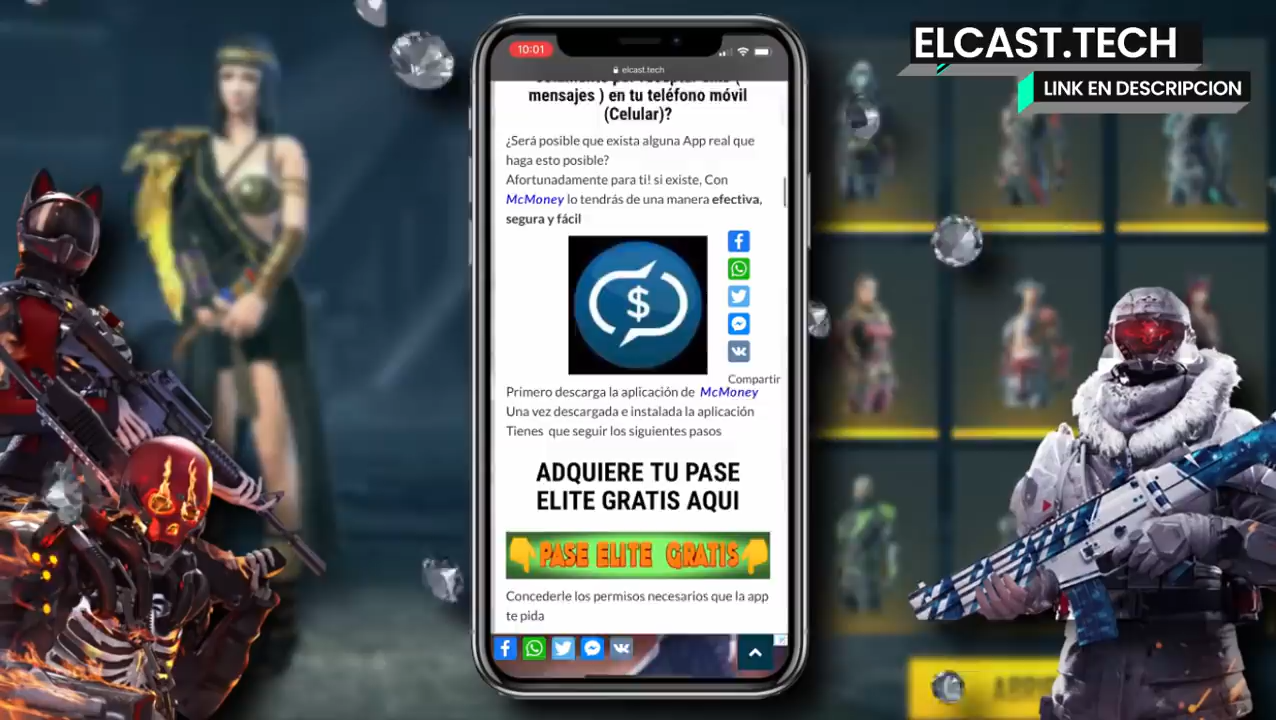 ELCAST.TECH
LINK EN DESCRIPCION
10:01
elcast.tech
mensajes ) en tu teléfono móvil
(Celular)?
¿Será posible que exista alguna App real que
haga esto posible?
Afortunadamente para ti! si existe, Con
McMoney lo tendrás de una manera efectiva,
segura y fácil
$
Compartir
Primero descarga la aplicación de McMoney
Una vez descargada e instalada la aplicación
Tienes que seguir los siguientes pasos
ADQUIERE TU PASE
ELITE GRATIS AQUI
PASE ELITE GRATIS
Concederle los permisos necesarios que la app
te pida